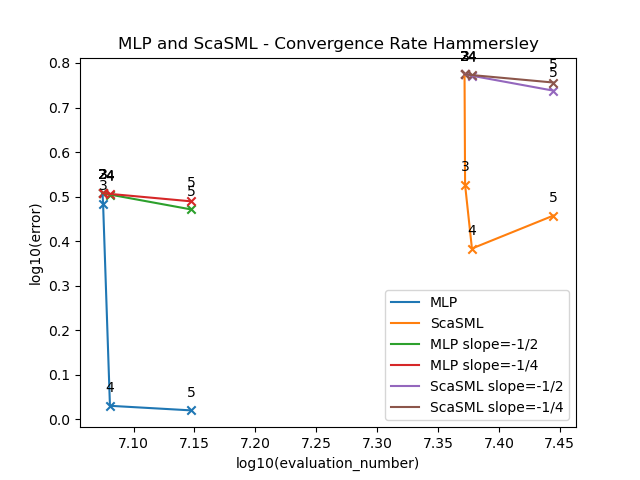 MLP and ScaSML - Convergence Rate Hammersley
log10(error)
0.8
0.7
0.6
0.5
0.4
0.3
0.2
0.1
0.0
3
4
5
5
5
4
5
5
3
4
5
MLP
ScaSML
MLP slope=-1/2
MLP slope=-1/4
ScaSML slope=-1/2
ScaSML slope=-1/4
7.10 7.15 7.20 7.25 7.30 7.35 7.40 7.45
log10(evaluation_number)